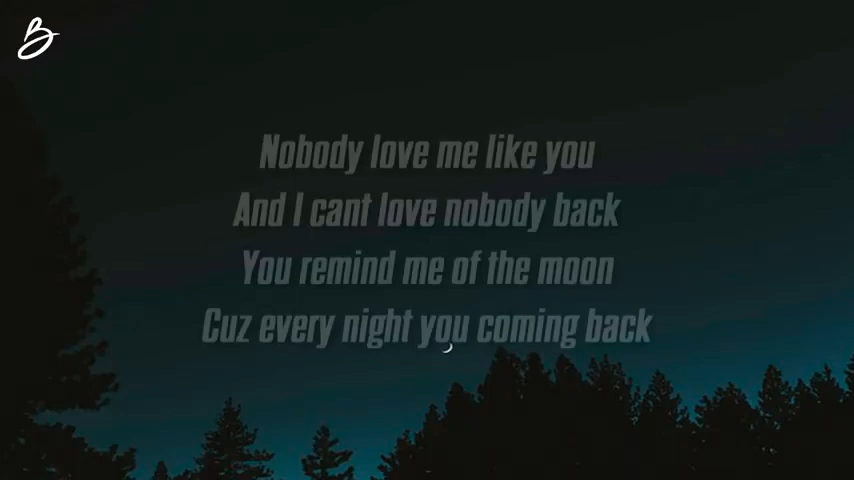 B
Nobody love me like you
And I cant love nobody back
You remind me of the moon
Cuz every night you coming back